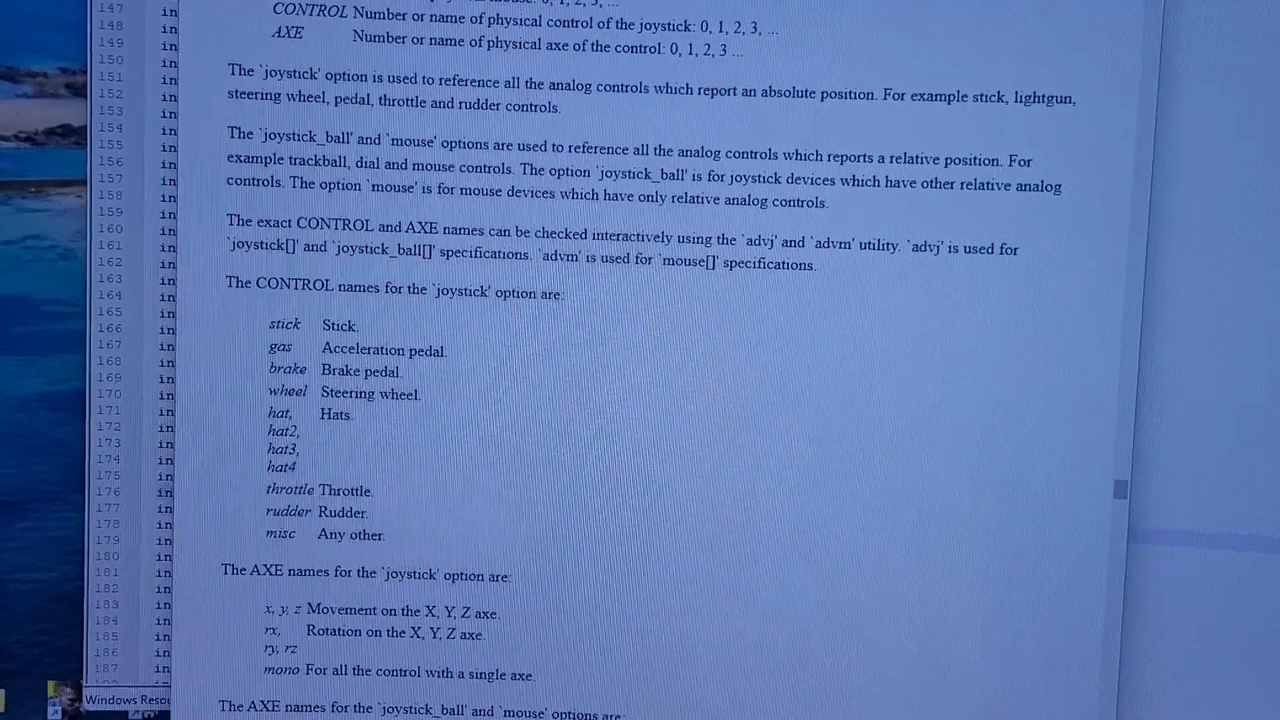 CONTROL Number or name of physical control of the joystick: 0, 1, 2, 3, ...
AXE Number or name of physical axe of the control: 0, 1, 2, 3 ...
The `joystick' option is used to reference all the analog controls which report an absolute position. For example stick, lightgun,
steering wheel, pedal, throttle and rudder controls.
The `joystick_ball' and `mouse' options are used to reference all the analog controls which reports a relative position. For
example trackball, dial and mouse controls. The option `joystick_ball' is for joystick devices which have other relative analog
controls. The option `mouse' is for mouse devices which have only relative analog controls.
The exact CONTROL and AXE names can be checked interactively using the `advj' and `advm' utility. `advj' is used for
`joystick[]' and `joystick_ball[]' specifications. `advm' is used for `mouse[]' specifications.
The CONTROL names for the `joystick' option are:
stick Stick.
gas Acceleration pedal.
brake Brake pedal.
wheel Steering wheel.
hat, Hats.
hat2,
hat3,
hat4
throttle Throttle.
rudder Rudder.
misc Any other.
The AXE names for the `joystick' option are:
x, y, z Movement on the X, Y, Z axe.
rx, Rotation on the X, Y, Z axe.
ry, rz
mono For all the control with a single axe.
The AXE names for the `joystick_ball' and `mouse' options are:
147 in
148 in
149 in
150 in
151 in
152 in
153 in
154 in
155 in
156 in
157 in
158 in
159 in
160 in
161 in
162 in
163 in
164 in
165 in
166 in
167 in
168 in
169 in
170 in
171 in
172 in
173 in
174 in
175 in
176 in
177 in
178 in
179 in
180 in
181 in
182 in
183 in
184 in
185 in
186 in
187 in
Windows Resou